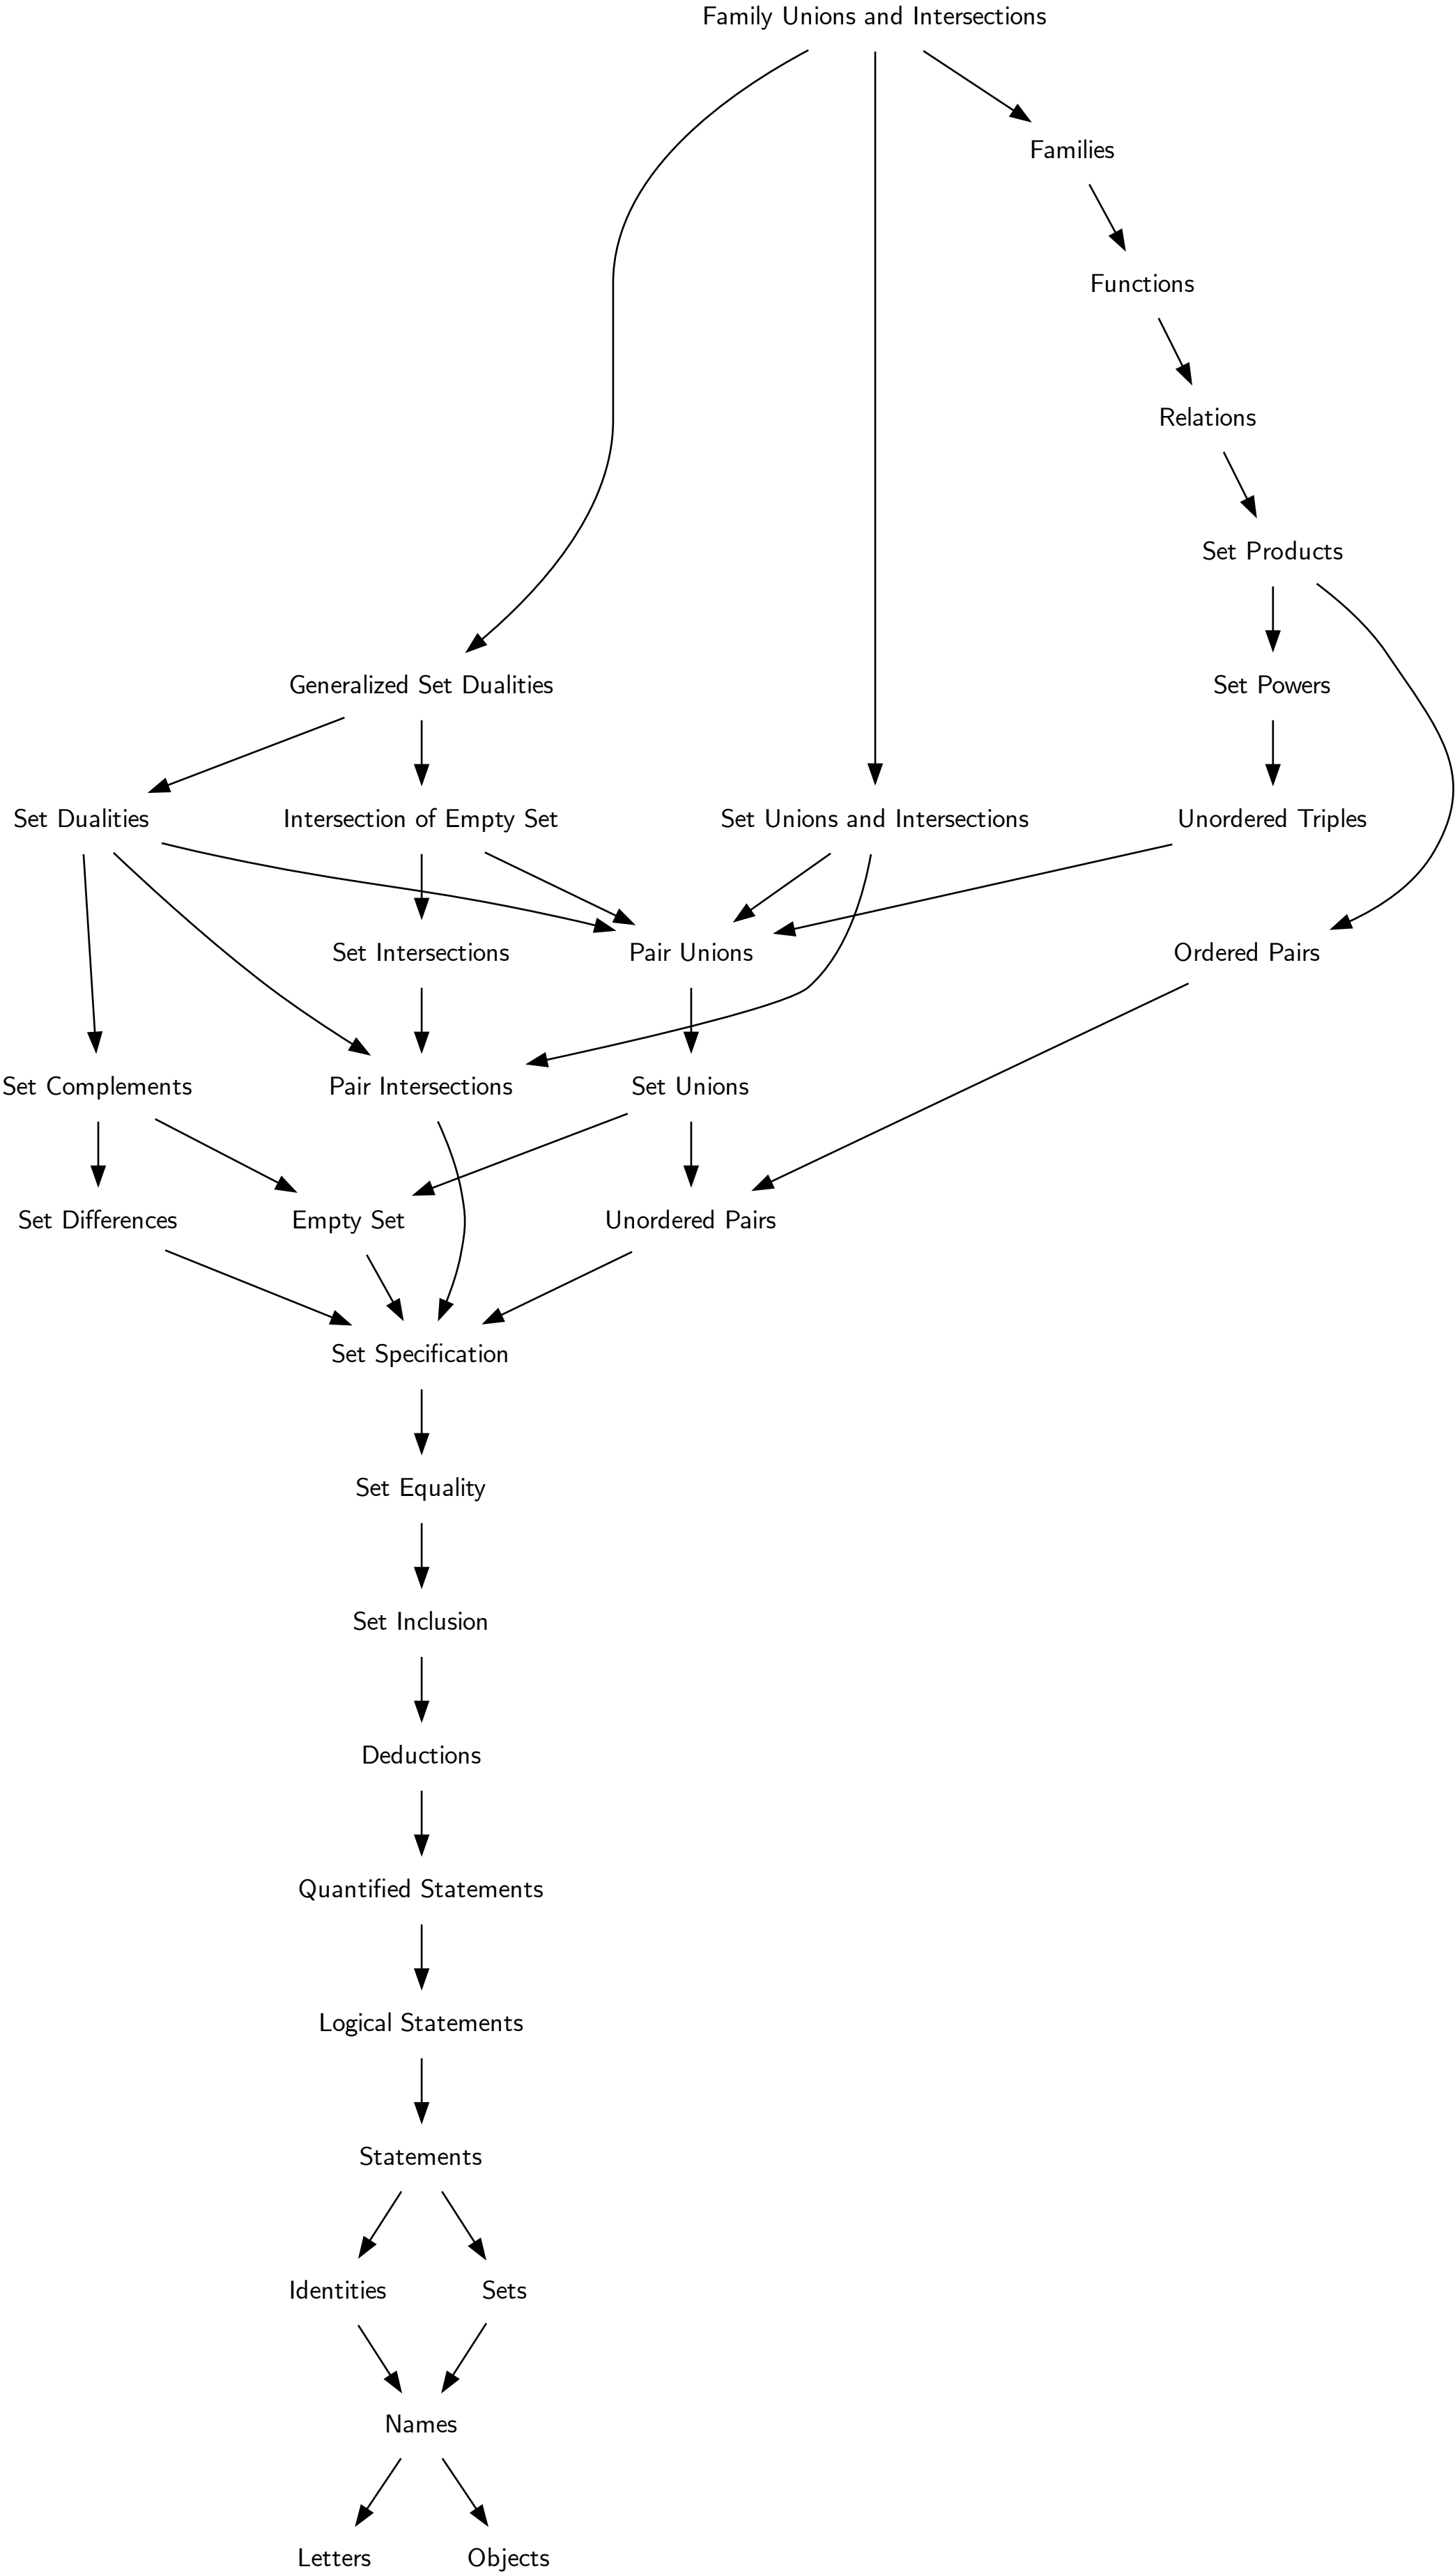 Family Unions and Intersections
Families
Functions
Relations
Set Products
Generalized Set Dualities
Set Powers
Set Dualities
Intersection of Empty Set
Set Unions and Intersections
Unordered Triples
Set Intersections
Pair Unions
Ordered Pairs
Set Complements
Pair Intersections
Set Unions
Set Differences
Empty Set
Unordered Pairs
Set Specification
Set Equality
Set Inclusion
Deductions
Quantified Statements
Logical Statements
Statements
Identities
Sets
Names
Letters
Objects